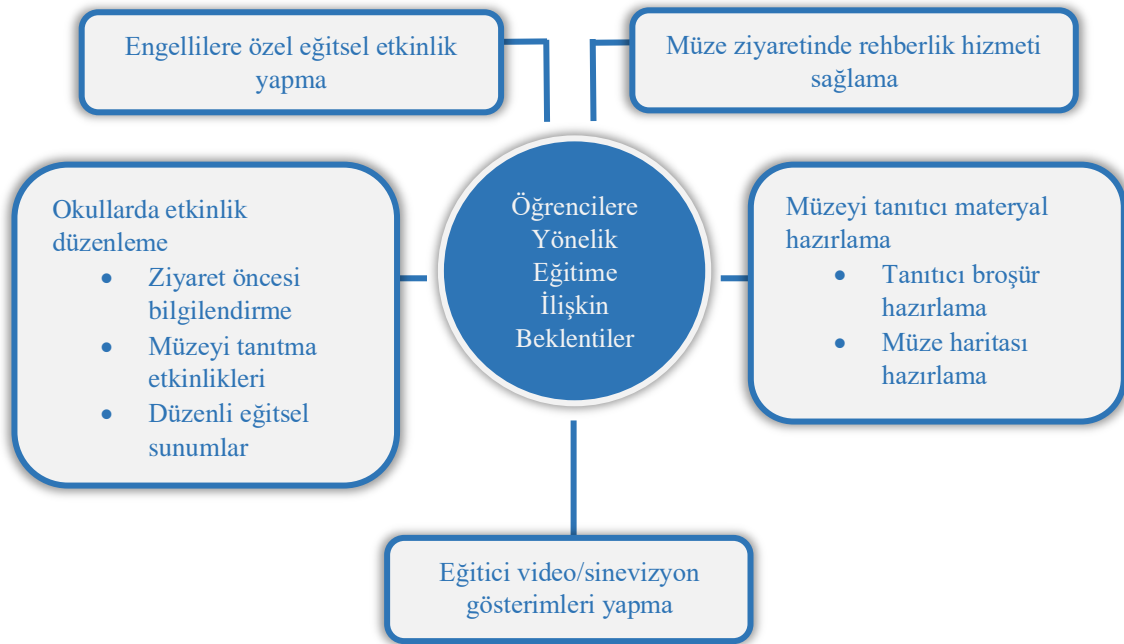 Engellilere özel eğitsel etkinlik
yapma
Müze ziyaretinde rehberlik hizmeti
sağlama
Okullarda etkinlik
düzenleme
• Ziyaret öncesi
bilgilendirme
• Müzeyi tanıtma
etkinlikleri
• Düzenli eğitsel
sunumlar
Öğrencilere
Yönelik
Eğitime
İlişkin
Beklentiler
Müzeyi tanıtıcı materyal
hazırlama
• Tanıtıcı broşür
hazırlama
• Müze haritası
hazırlama
Eğitici video/sinevizyon
gösterimleri yapma